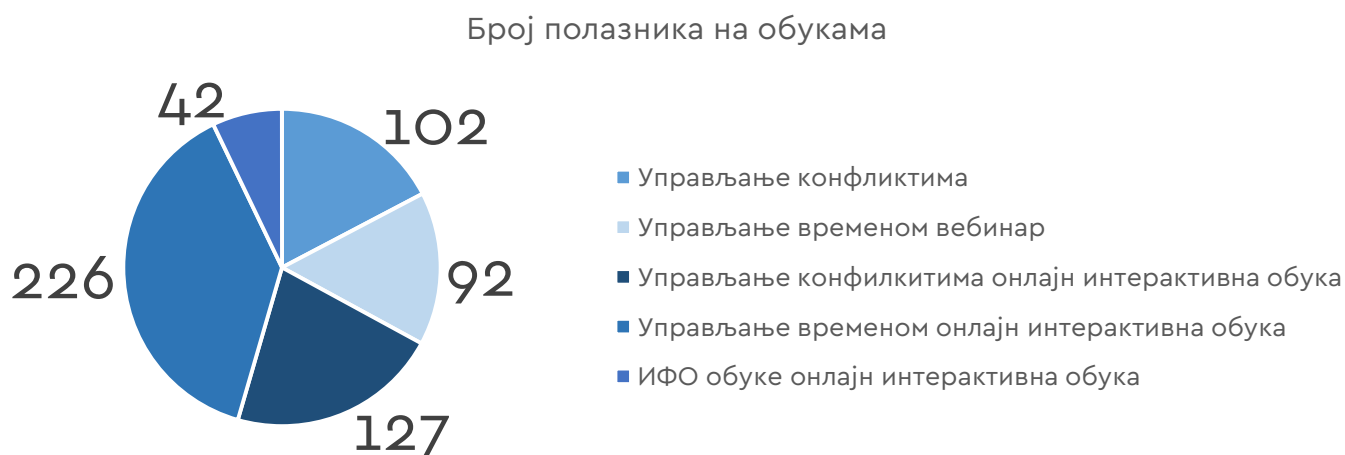 Број полазника на обукама
42
102
226
92
127
Управљање конфликтима
Управљање временом вебинар
Управљање конфилкитима онлајн интерактивна обука
Управљање временом онлајн интерактивна обука
ИФО обуке онлајн интерактивна обука